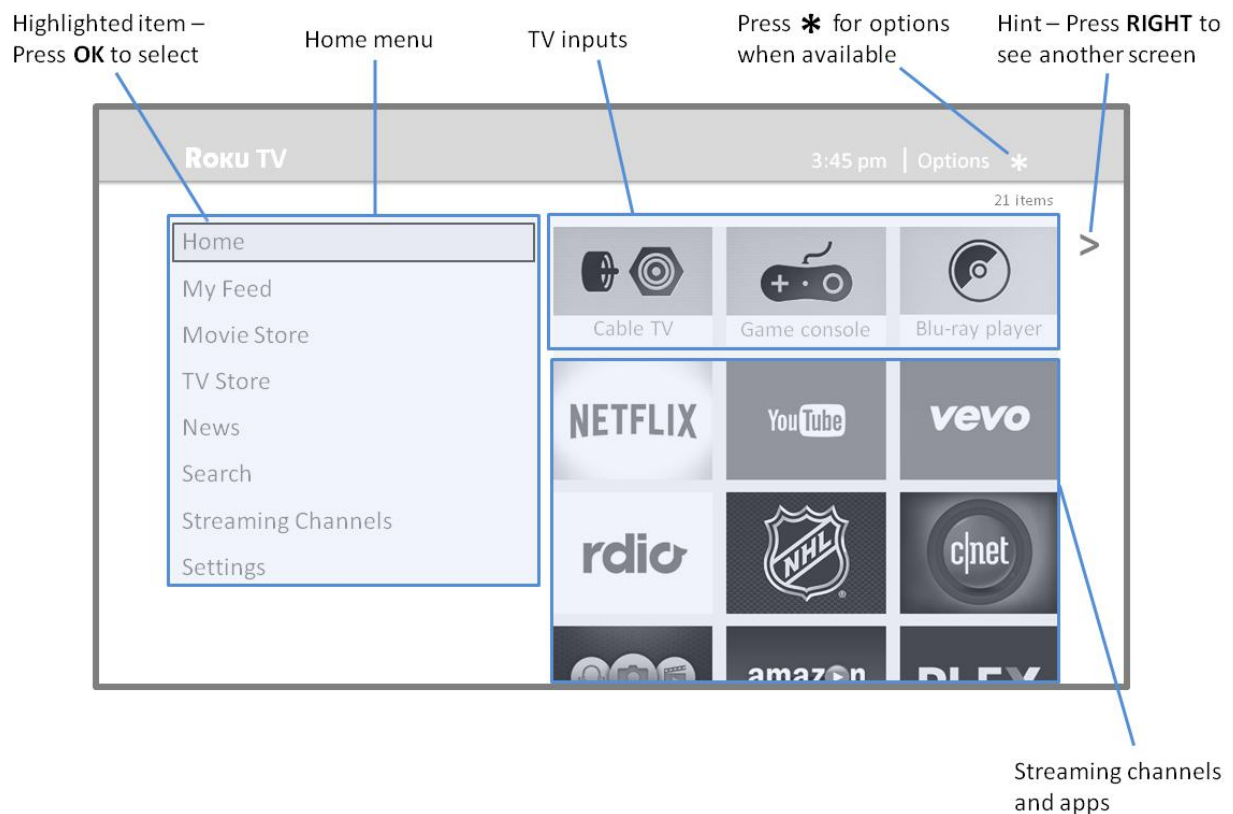 Highlighted item –
Press OK to select
Home menu
TV inputs
Press ✱ for options
when available
Hint – Press RIGHT to
see another screen
ROKU TV
3:45 pm | Options ✱
21 items
Home
My Feed
Movie Store
TV Store
News
Search
Streaming Channels
Settings
>
Cable TV
Game console
Blu-ray player
NETFLIX
YouTube
vevo
rdio
NHL
c|net
amazon
PLEX
Streaming channels
and apps